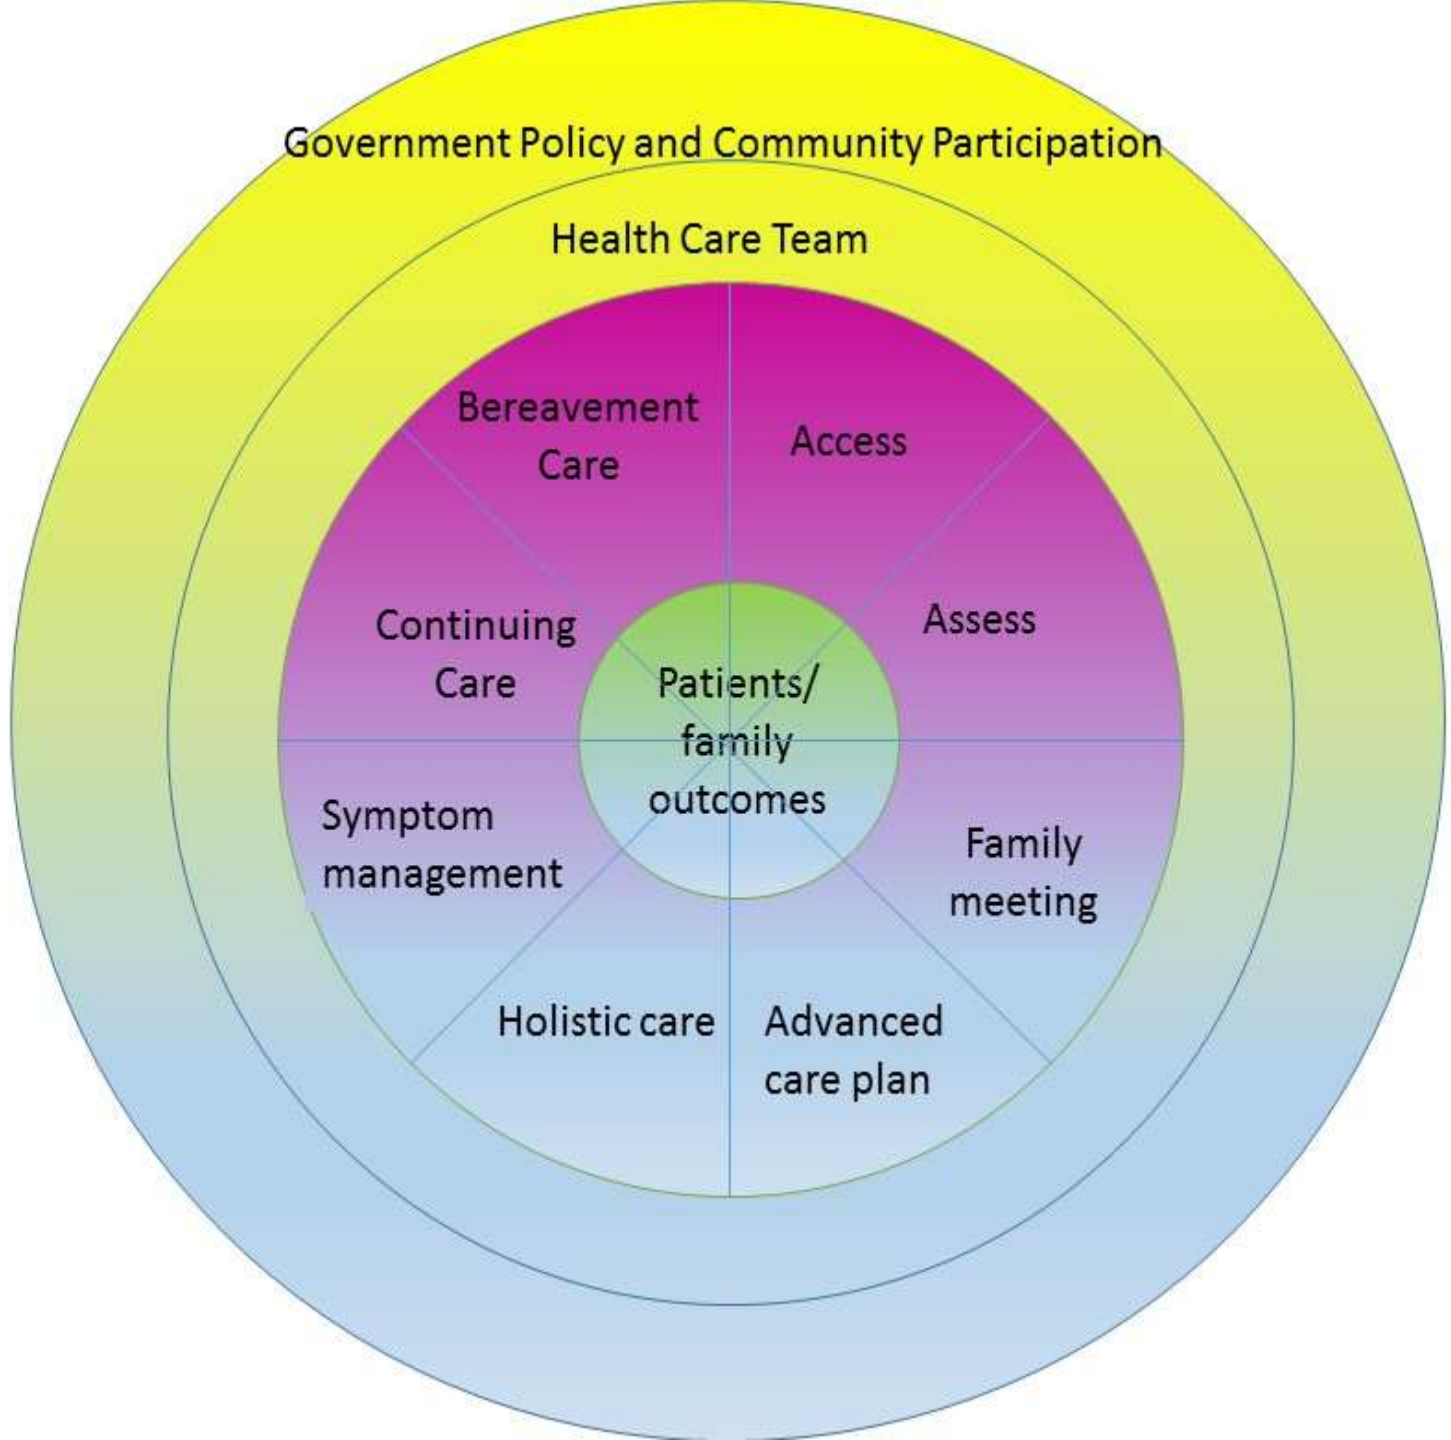 Government Policy and Community Participation
Health Care Team
Bereavement
Care
Access
Continuing
Care
Assess
Patients/
family
outcomes
Symptom
management
Family
meeting
Holistic care
Advanced
care plan